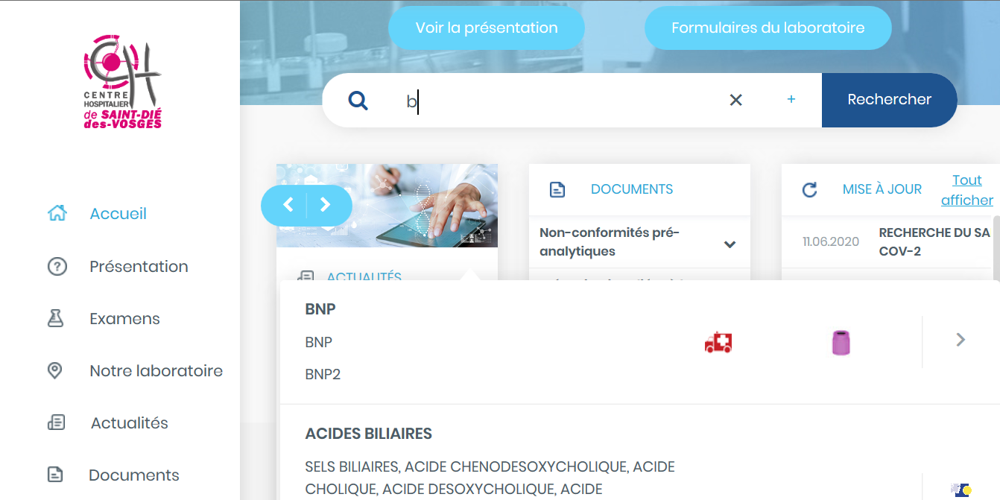 CENTRE
HOSPITALIER
de SAINT-DIÉ
des-VOSGES
Accueil
Présentation
Examens
Notre laboratoire
Actualités
Documents
Voir la présentation
Formulaires du laboratoire
b
+
Rechercher
ACTUALITÉS
DOCUMENTS
Non-conformités pré-
analytiques
MISE À JOUR
Tout
afficher
11.06.2020
RECHERCHE DU SA
COV-2
BNP
BNP
BNP2
ACIDES BILIAIRES
SELS BILIAIRES, ACIDE CHENODESOXYCHOLIQUE, ACIDE
CHOLIQUE, ACIDE DESOXYCHOLIQUE, ACIDE